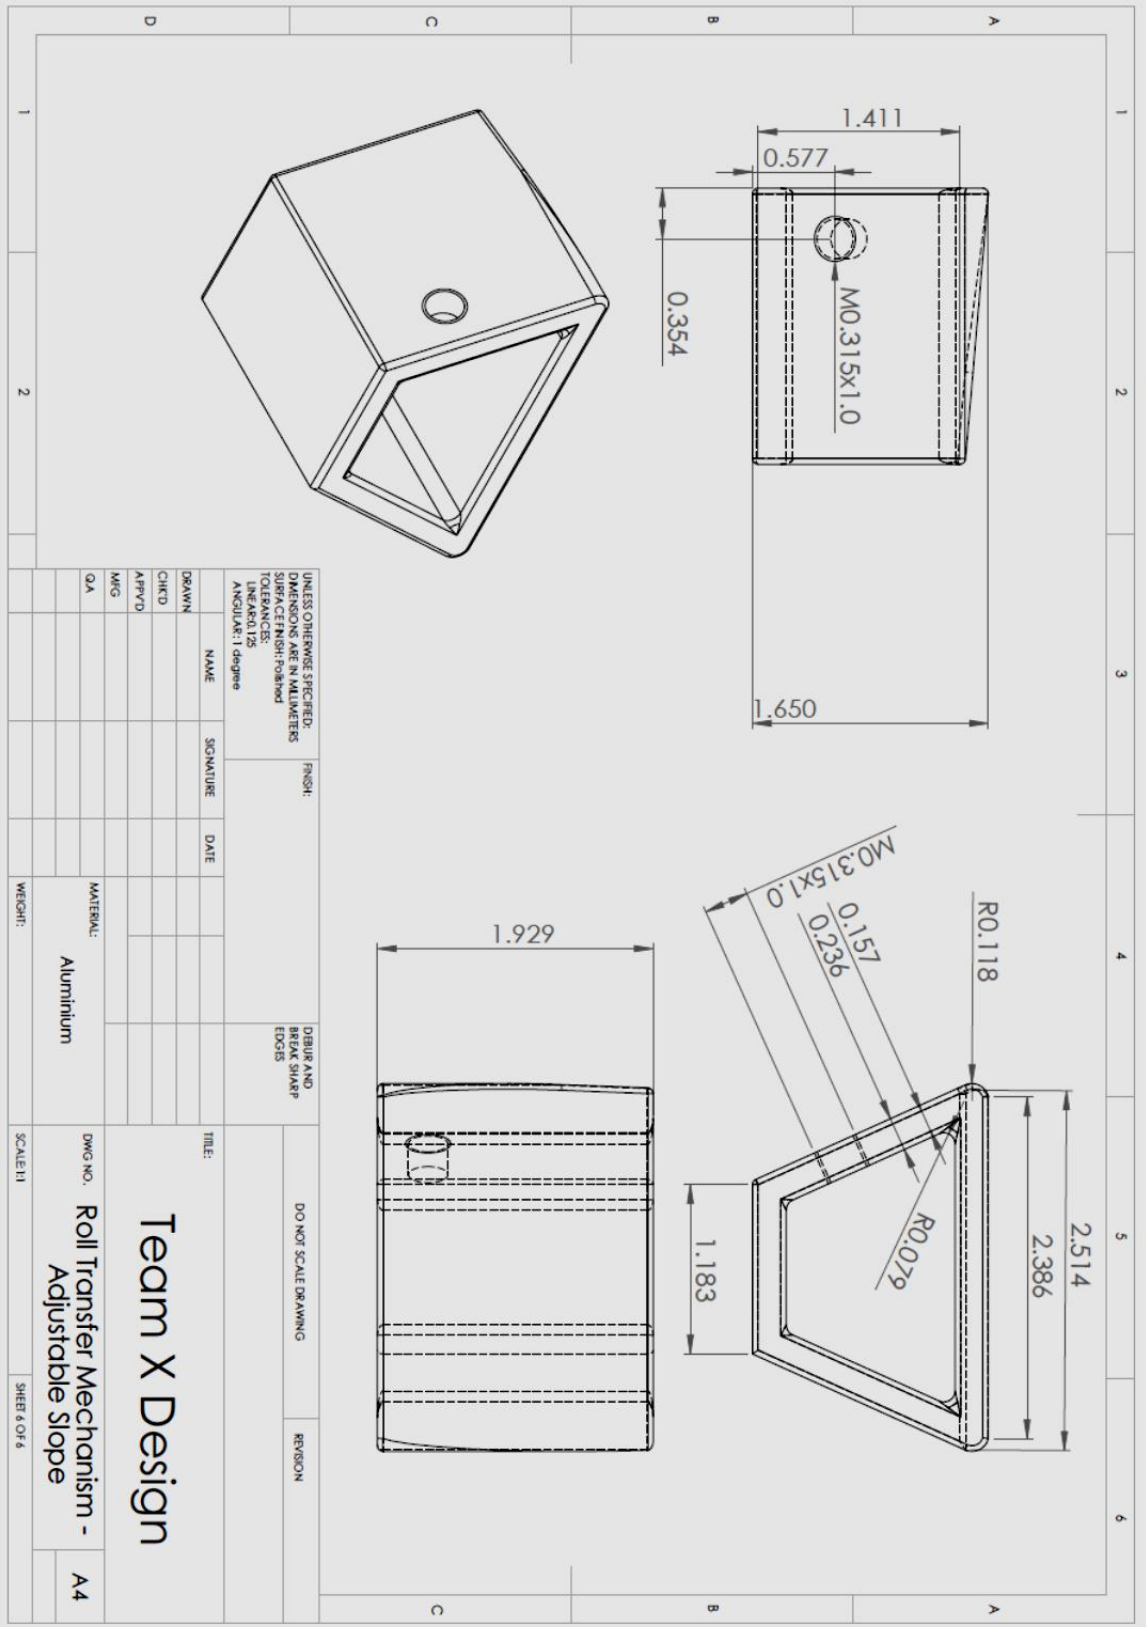 1
2
3
4
5
6
A
A
B
B
C
C
D
1
2
1.411
0.577
M0.315x1.0
0.354
1.650
M0.315x1.0
0.157
0.236
R0.118
R0.079
2.514
2.386
1.183
1.929
UNLESS OTHERWISE SPECIFIED:
DIMENSIONS ARE IN MILLIMETERS
SURFACE FINISH: Polished
TOLERANCES:
LINEAR:0.125
ANGULAR: 1 degree
FINISH:
DEBUR AND
BREAK SHARP
EDGES
DO NOT SCALE DRAWING
REVISION
NAME
SIGNATURE
DATE
DRAWN
CHK'D
APPV'D
MFG
Q.A
TITLE:
Team X Design
MATERIAL:
Aluminium
DWG NO.
Roll Transfer Mechanism -
Adjustable Slope
A4
WEIGHT:
SCALE:1:1
SHEET 6 OF 6